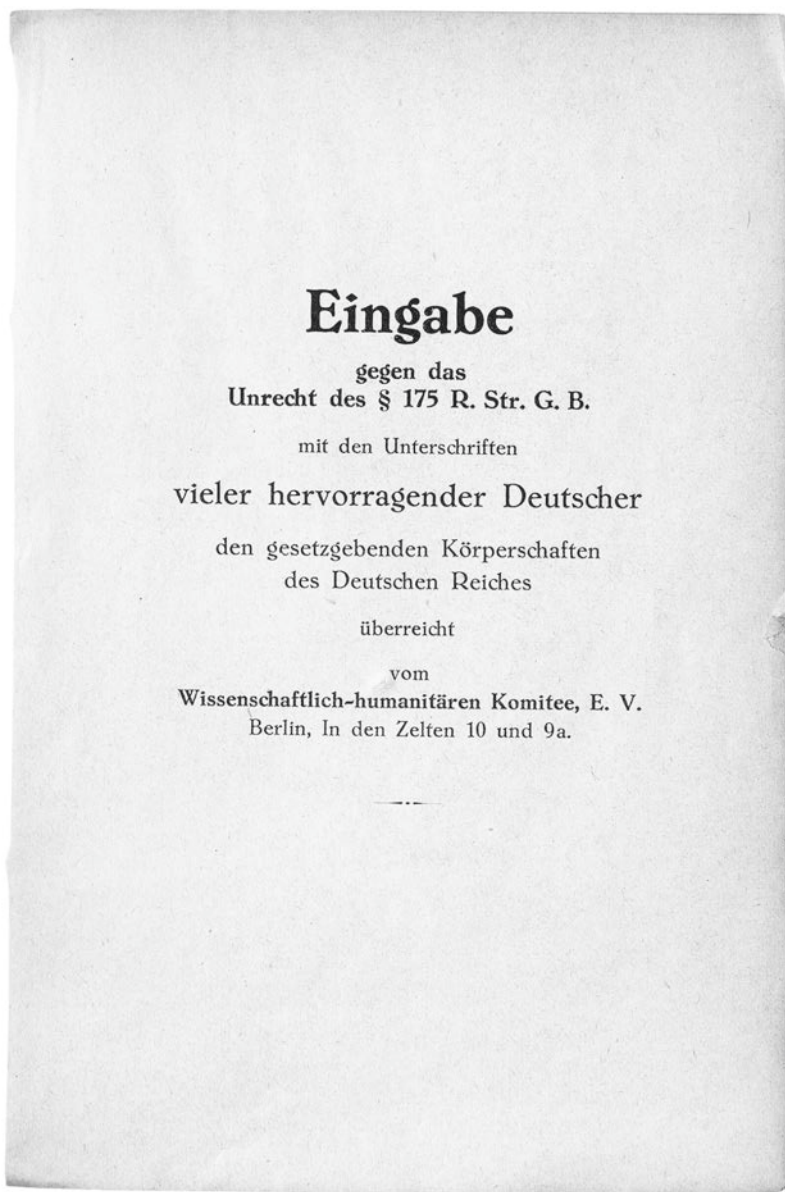 Eingabe
gegen das
Unrecht des § 175 R. Str. G. B.
mit den Unterschriften
vieler hervorragender Deutscher
den gesetzgebenden Körperschaften
des Deutschen Reiches
überreicht
vom
Wissenschaftlich-humanitären Komitee, E. V.
Berlin, In den Zelten 10 und 9a.